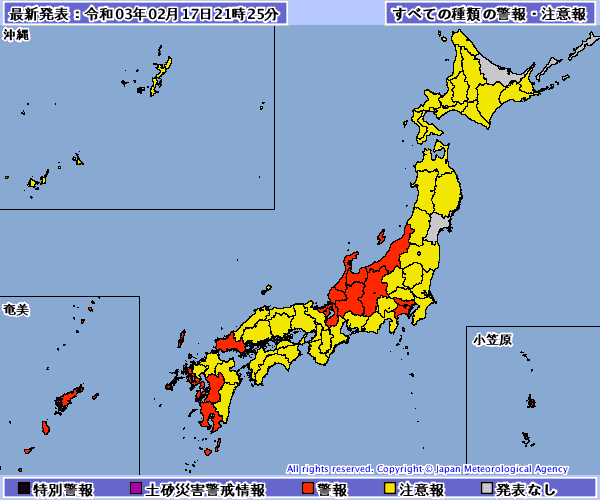 最新発表：令和03年02月17日21時25分
すべての種類の警報・注意報
沖縄
奄美
小笠原
All rights reserved. Copyright © Japan Meteorological Agency
特別警報 土砂災害警戒情報 警報 注意報 発表なし